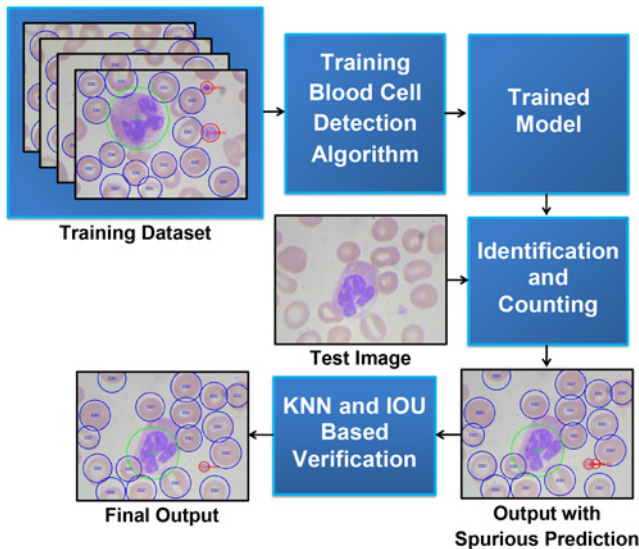 Training
Blood Cell
Detection
Algorithm
Trained
Model
Training Dataset
Identification
and
Counting
Test Image
KNN and IOU
Based
Verification
Final Output
Output with
Spurious Prediction